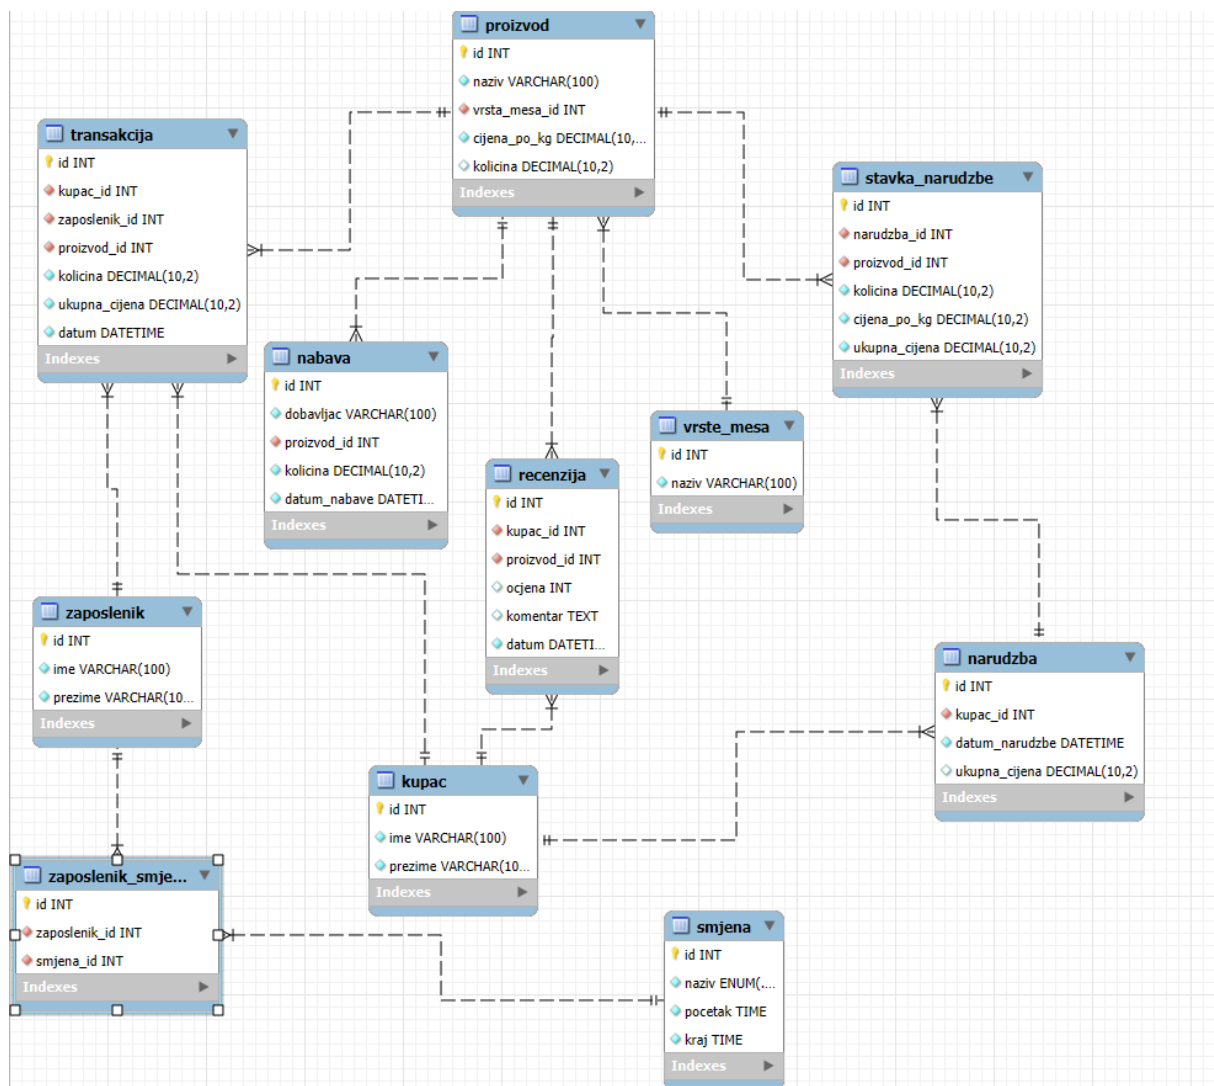 proizvod
id INT
naziv VARCHAR(100)
vrsta_mesa_id INT
cijena_po_kg DECIMAL(10,...
kolicina DECIMAL(10,2)
Indexes
transakcija
id INT
kupac_id INT
zaposlenik_id INT
proizvod_id INT
kolicina DECIMAL(10,2)
ukupna_cijena DECIMAL(10,2)
datum DATETIME
Indexes
stavka_narudzbe
id INT
narudzba_id INT
proizvod_id INT
kolicina DECIMAL(10,2)
cijena_po_kg DECIMAL(10,2)
ukupna_cijena DECIMAL(10,2)
Indexes
nabava
id INT
dobavljac VARCHAR(100)
proizvod_id INT
kolicina DECIMAL(10,2)
datum_nabave DATETI...
Indexes
vrste_mesa
id INT
naziv VARCHAR(100)
Indexes
recenzija
id INT
kupac_id INT
proizvod_id INT
ocjena INT
komentar TEXT
datum DATETI...
Indexes
zaposlenik
id INT
ime VARCHAR(100)
prezime VARCHAR(10...
Indexes
narudzba
id INT
kupac_id INT
datum_narudzbe DATETIME
ukupna_cijena DECIMAL(10,2)
Indexes
kupac
id INT
ime VARCHAR(100)
prezime VARCHAR(10...
Indexes
zaposlenik_smje...
id INT
zaposlenik_id INT
smjena_id INT
Indexes
smjena
id INT
naziv ENUM(....
pocetak TIME
kraj TIME
Indexes